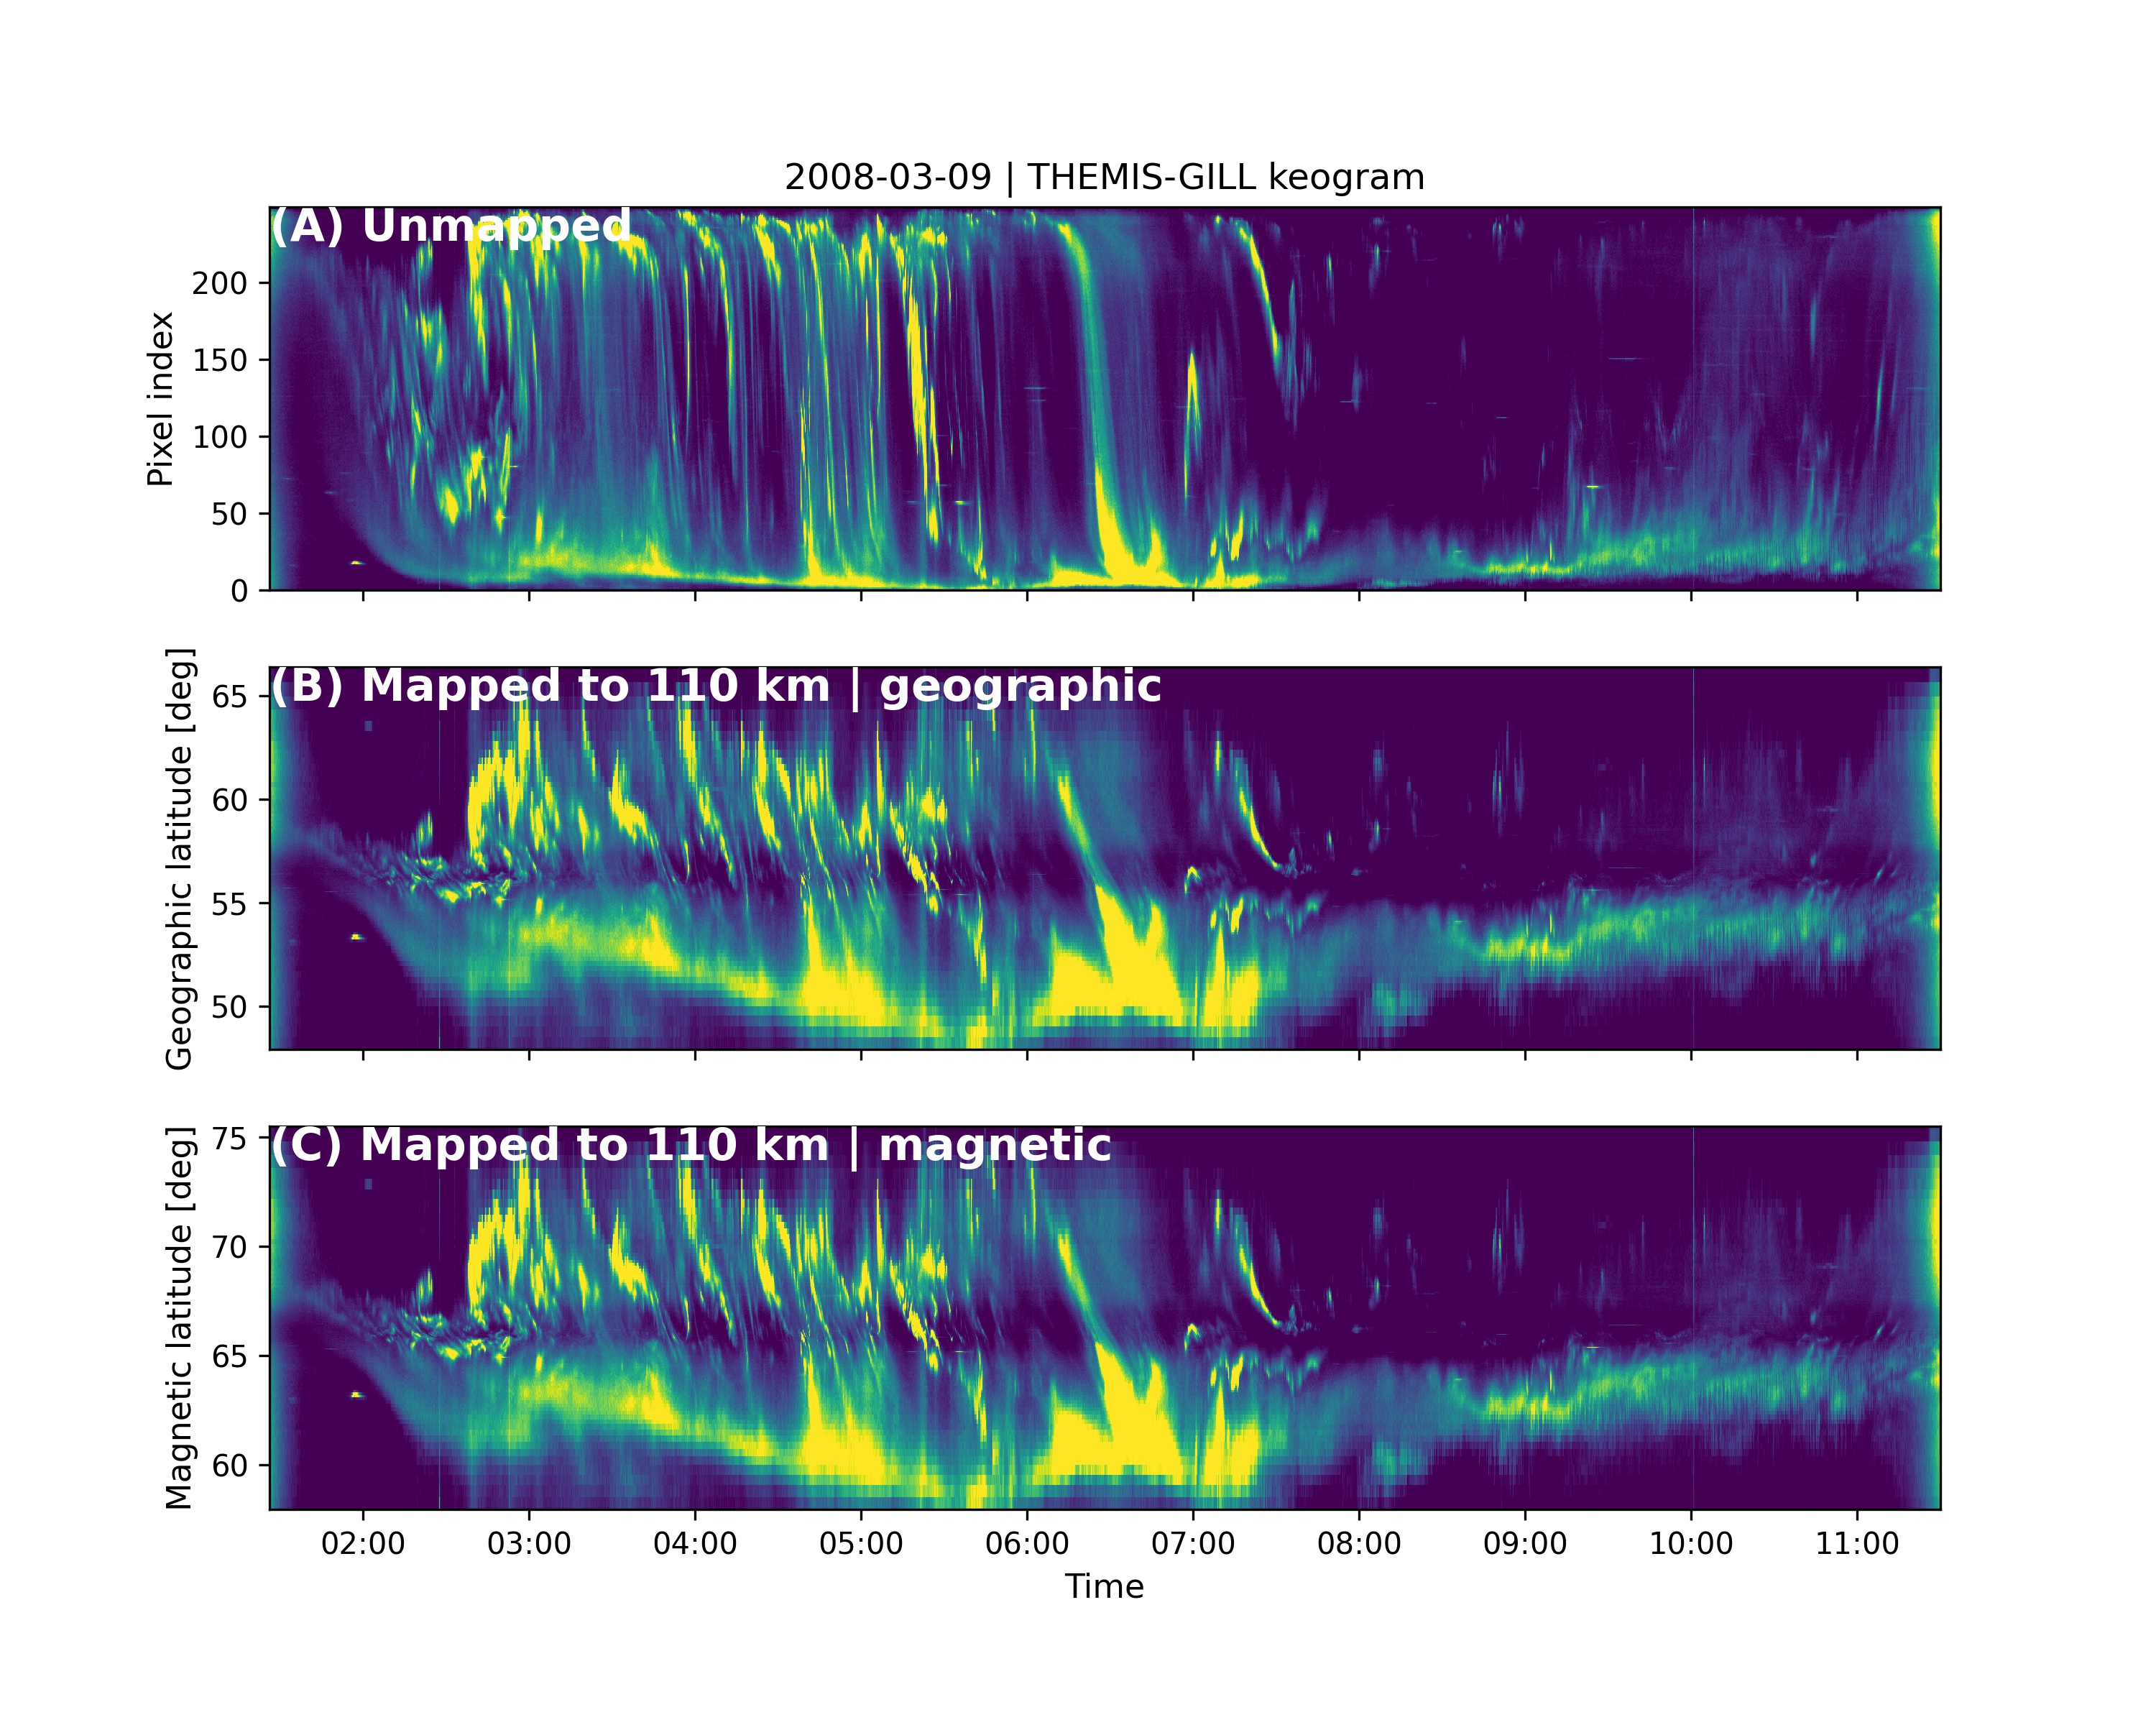 2008-03-09 | THEMIS-GILL keogram
(A) Unmapped
Pixel index
200
150
100
50
0
(B) Mapped to 110 km | geographic
Geographic latitude [deg]
65
60
55
50
(C) Mapped to 110 km | magnetic
Magnetic latitude [deg]
75
70
65
60
02:00 03:00 04:00 05:00 06:00 07:00 08:00 09:00 10:00 11:00
Time